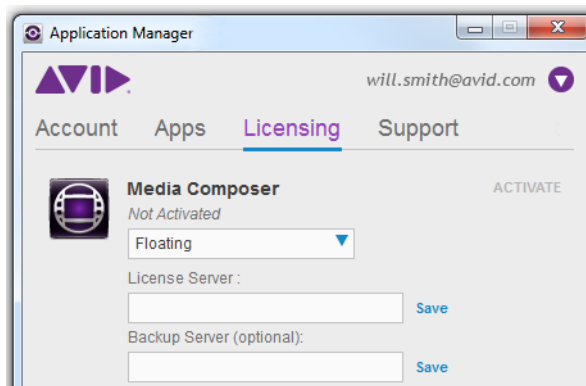 Application Manager
AVID
will.smith@avid.com
Account Apps Licensing Support
Media Composer
ACTIVATE
Not Activated
Floating
License Server :
Save
Backup Server (optional):
Save